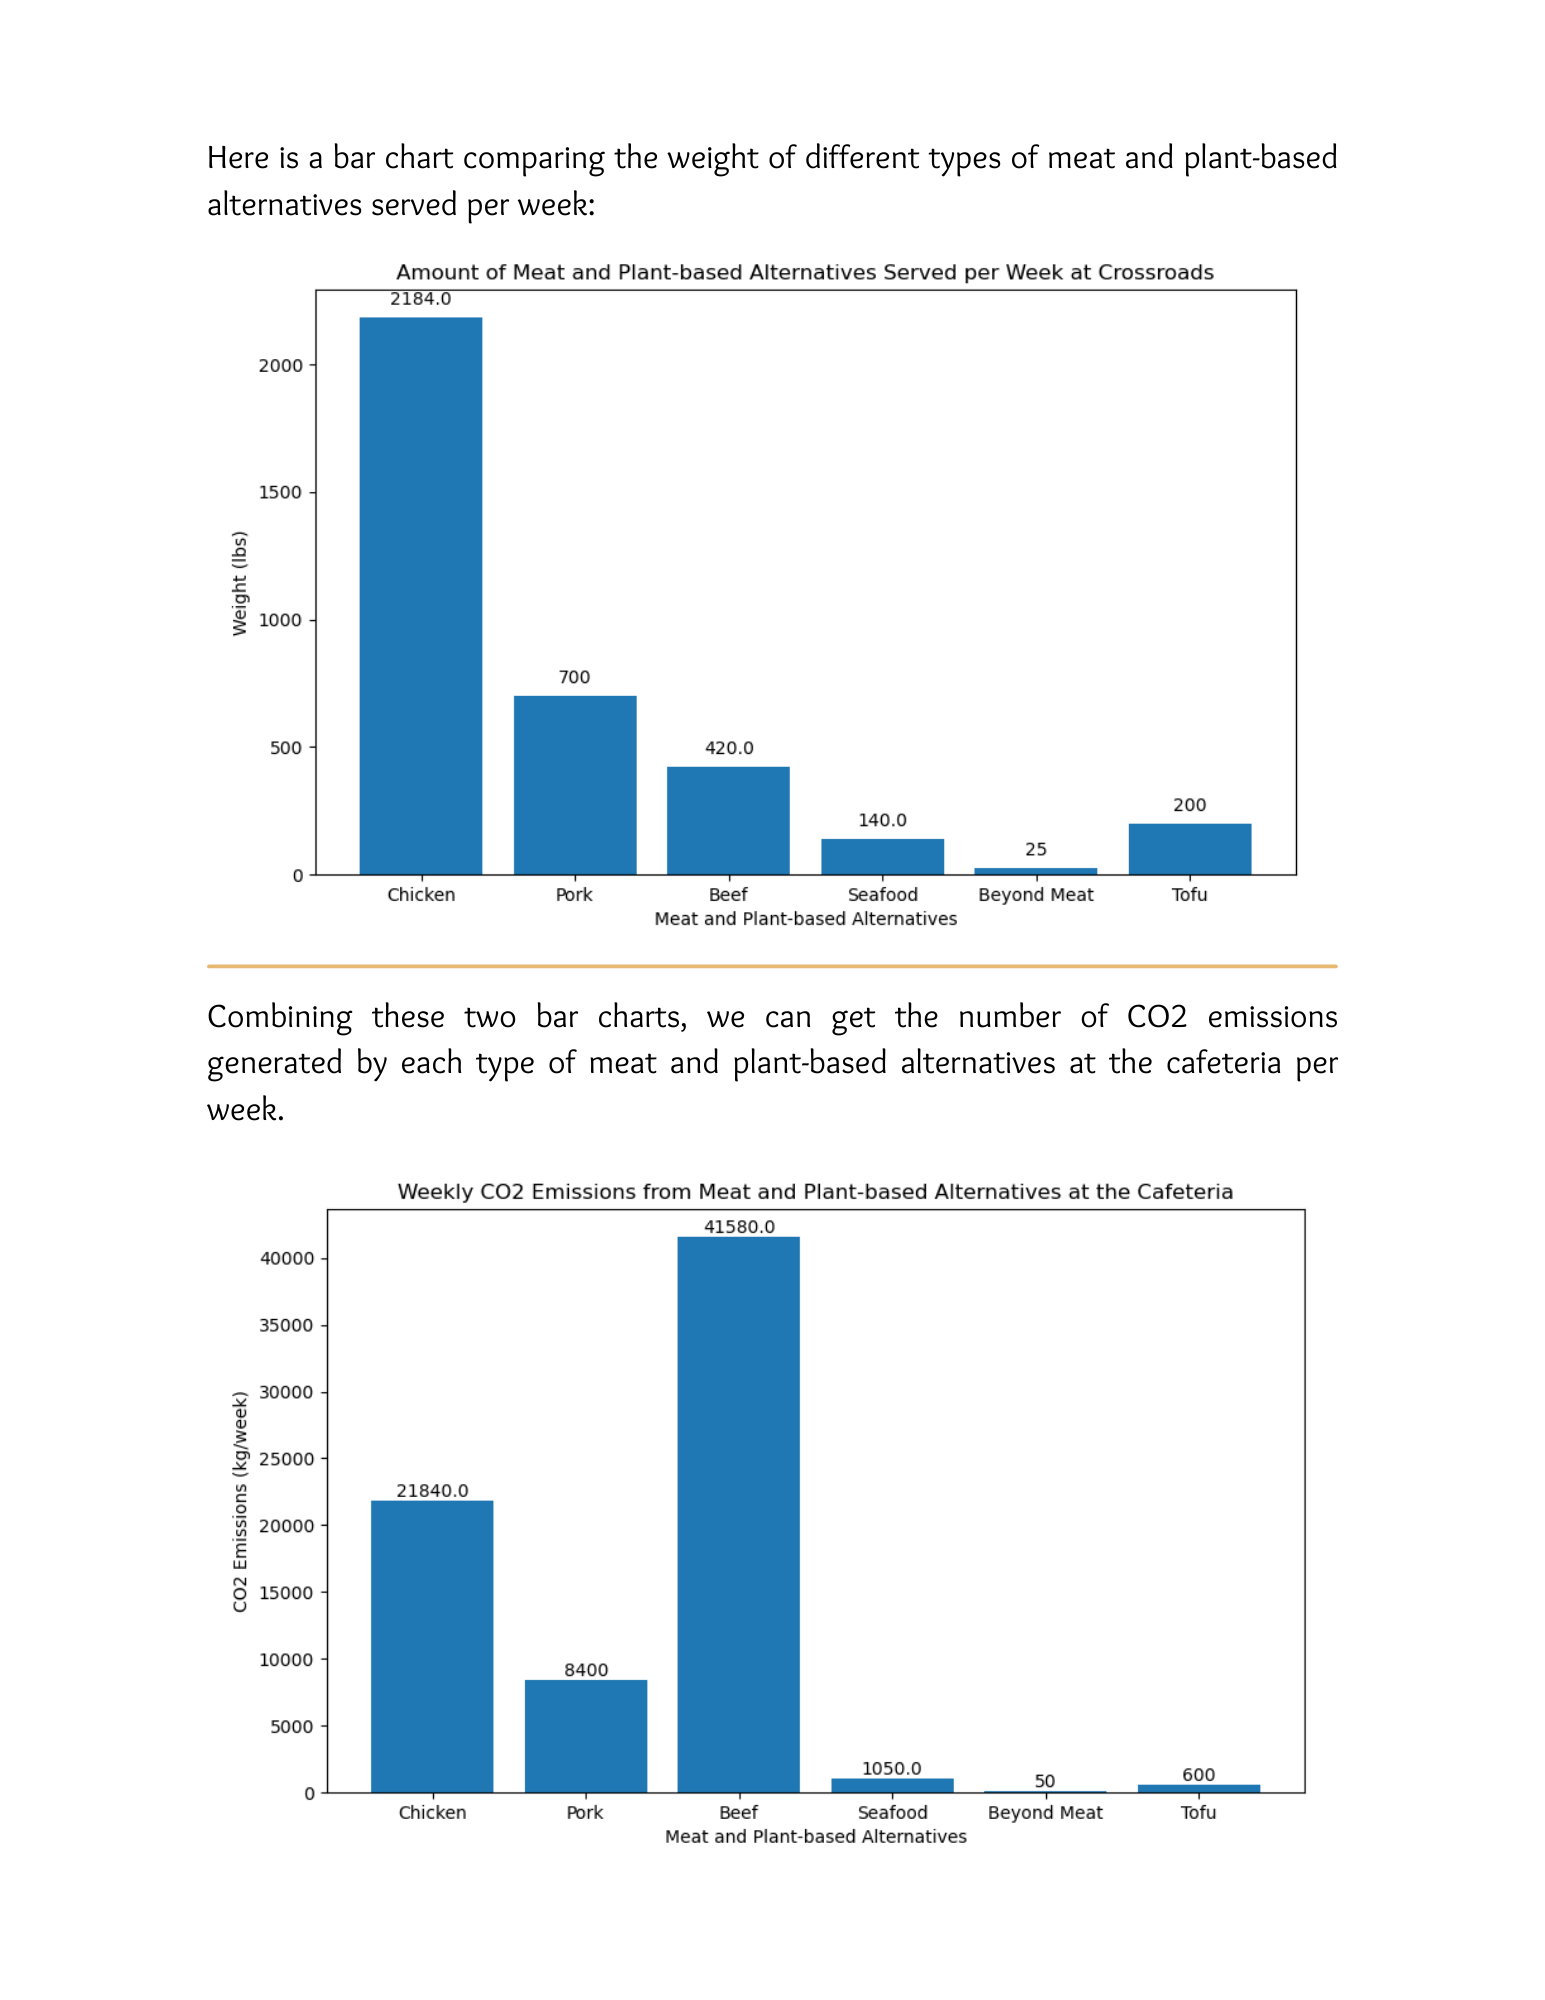 Here is a bar chart comparing the weight of different types of meat and plant-based
alternatives served per week:
Amount of Meat and Plant-based Alternatives Served per Week at Crossroads
2184.0
2000
1500
1000
500
0
Weight (lbs)
700
420.0
140.0
25
200
Chicken Pork Beef Seafood Beyond Meat Tofu
Meat and Plant-based Alternatives
Combining these two bar charts, we can get the number of CO2 emissions
generated by each type of meat and plant-based alternatives at the cafeteria per
week.
Weekly CO2 Emissions from Meat and Plant-based Alternatives at the Cafeteria
41580.0
40000
35000
30000
25000
20000
15000
10000
5000
0
CO2 Emissions (kg/week)
21840.0
8400
1050.0
50
600
Chicken Pork Beef Seafood Beyond Meat Tofu
Meat and Plant-based Alternatives